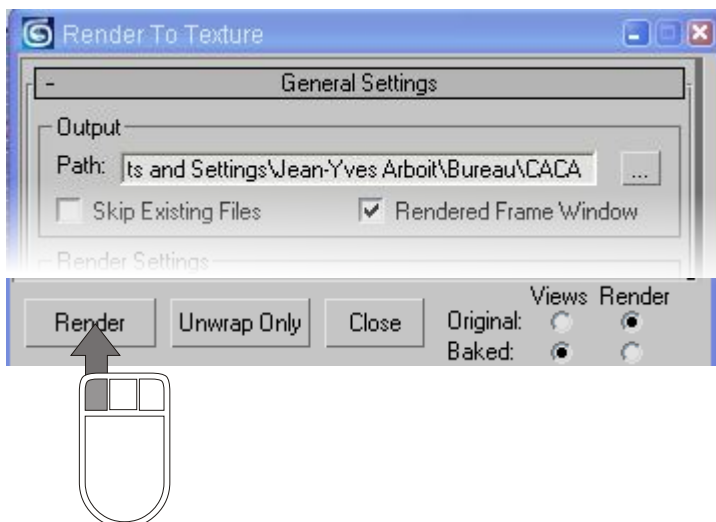 Render To Texture
- General Settings
Output
Path: ts and Settings\Jean-Yves Arboit\Bureau\CACA ...
Skip Existing Files Rendered Frame Window
Render Settings
Views Render
Render Unwrap Only Close Original:
Baked: